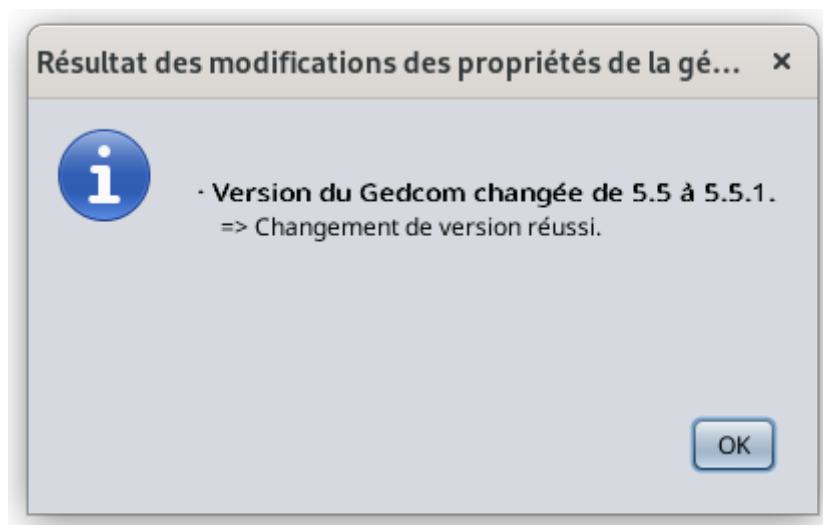 Résultat des modifications des propriétés de la gé... ×
· Version du Gedcom changée de 5.5 à 5.5.1.
=> Changement de version réussi.
OK